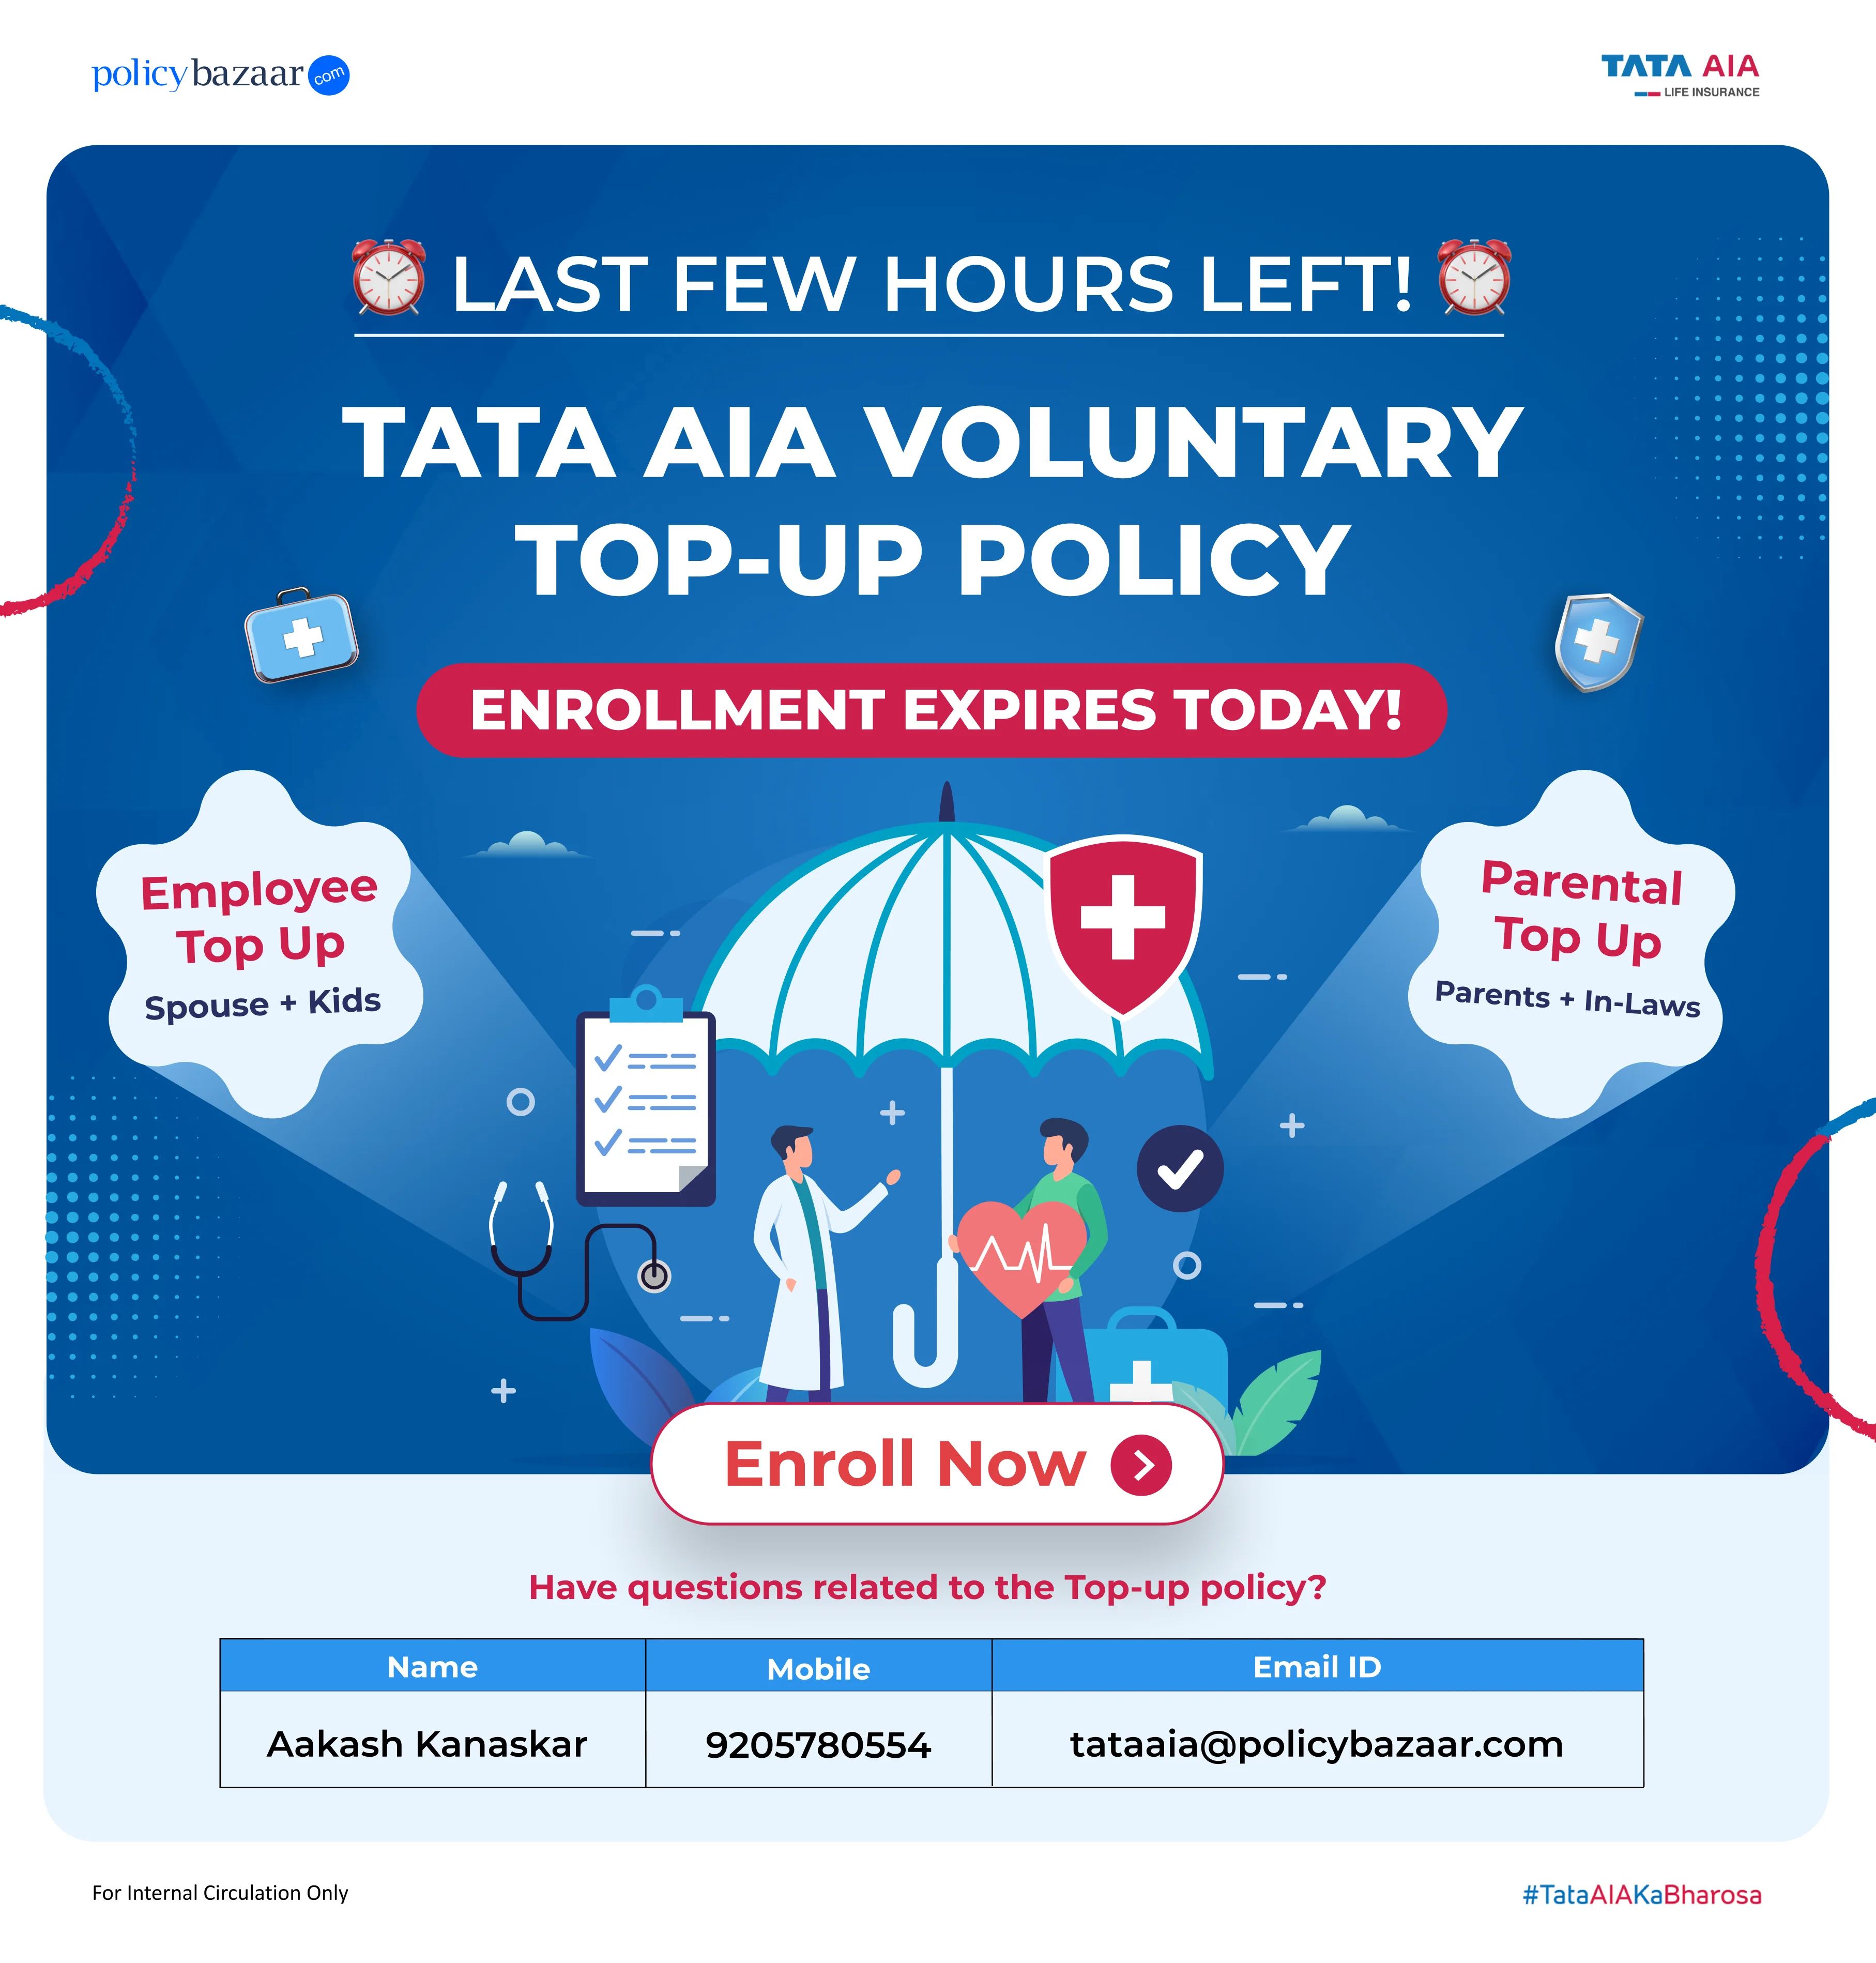 policybazaar.com
TATA AIA
LIFE INSURANCE
LAST FEW HOURS LEFT!
TATA AIA VOLUNTARY
TOP-UP POLICY
ENROLLMENT EXPIRES TODAY!
Employee
Top Up
Spouse + Kids
Parental
Top Up
Parents + In-Laws
Enroll Now
Have questions related to the Top-up policy?
Name Mobile Email ID
Aakash Kanaskar 9205780554 tataaia@policybazaar.com
For Internal Circulation Only
#TataAIAKaBharosa